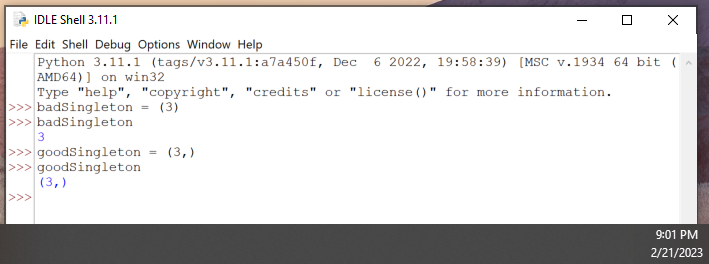 IDLE Shell 3.11.1
File Edit Shell Debug Options Window Help
Python 3.11.1 (tags/v3.11.1:a7a450f, Dec  6 2022, 19:58:39) [MSC v.1934 64 bit (
AMD64)] on win32
Type "help", "copyright", "credits" or "license()" for more information.
>>> badSingleton = (3)
>>> badSingleton
3
>>> goodSingleton = (3,)
>>> goodSingleton
(3,)
>>>
9:01 PM
2/21/2023